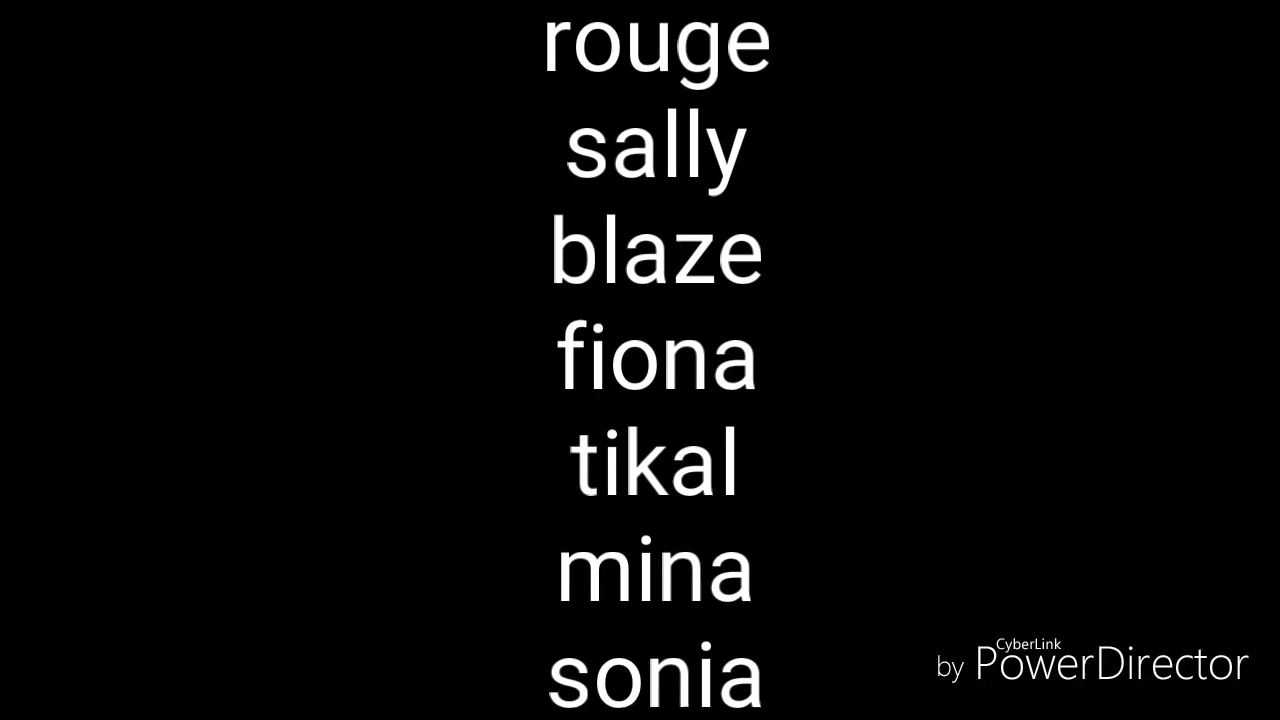 rouge
sally
blaze
fiona
tikal
mina
sonia
CyberLink
by PowerDirector